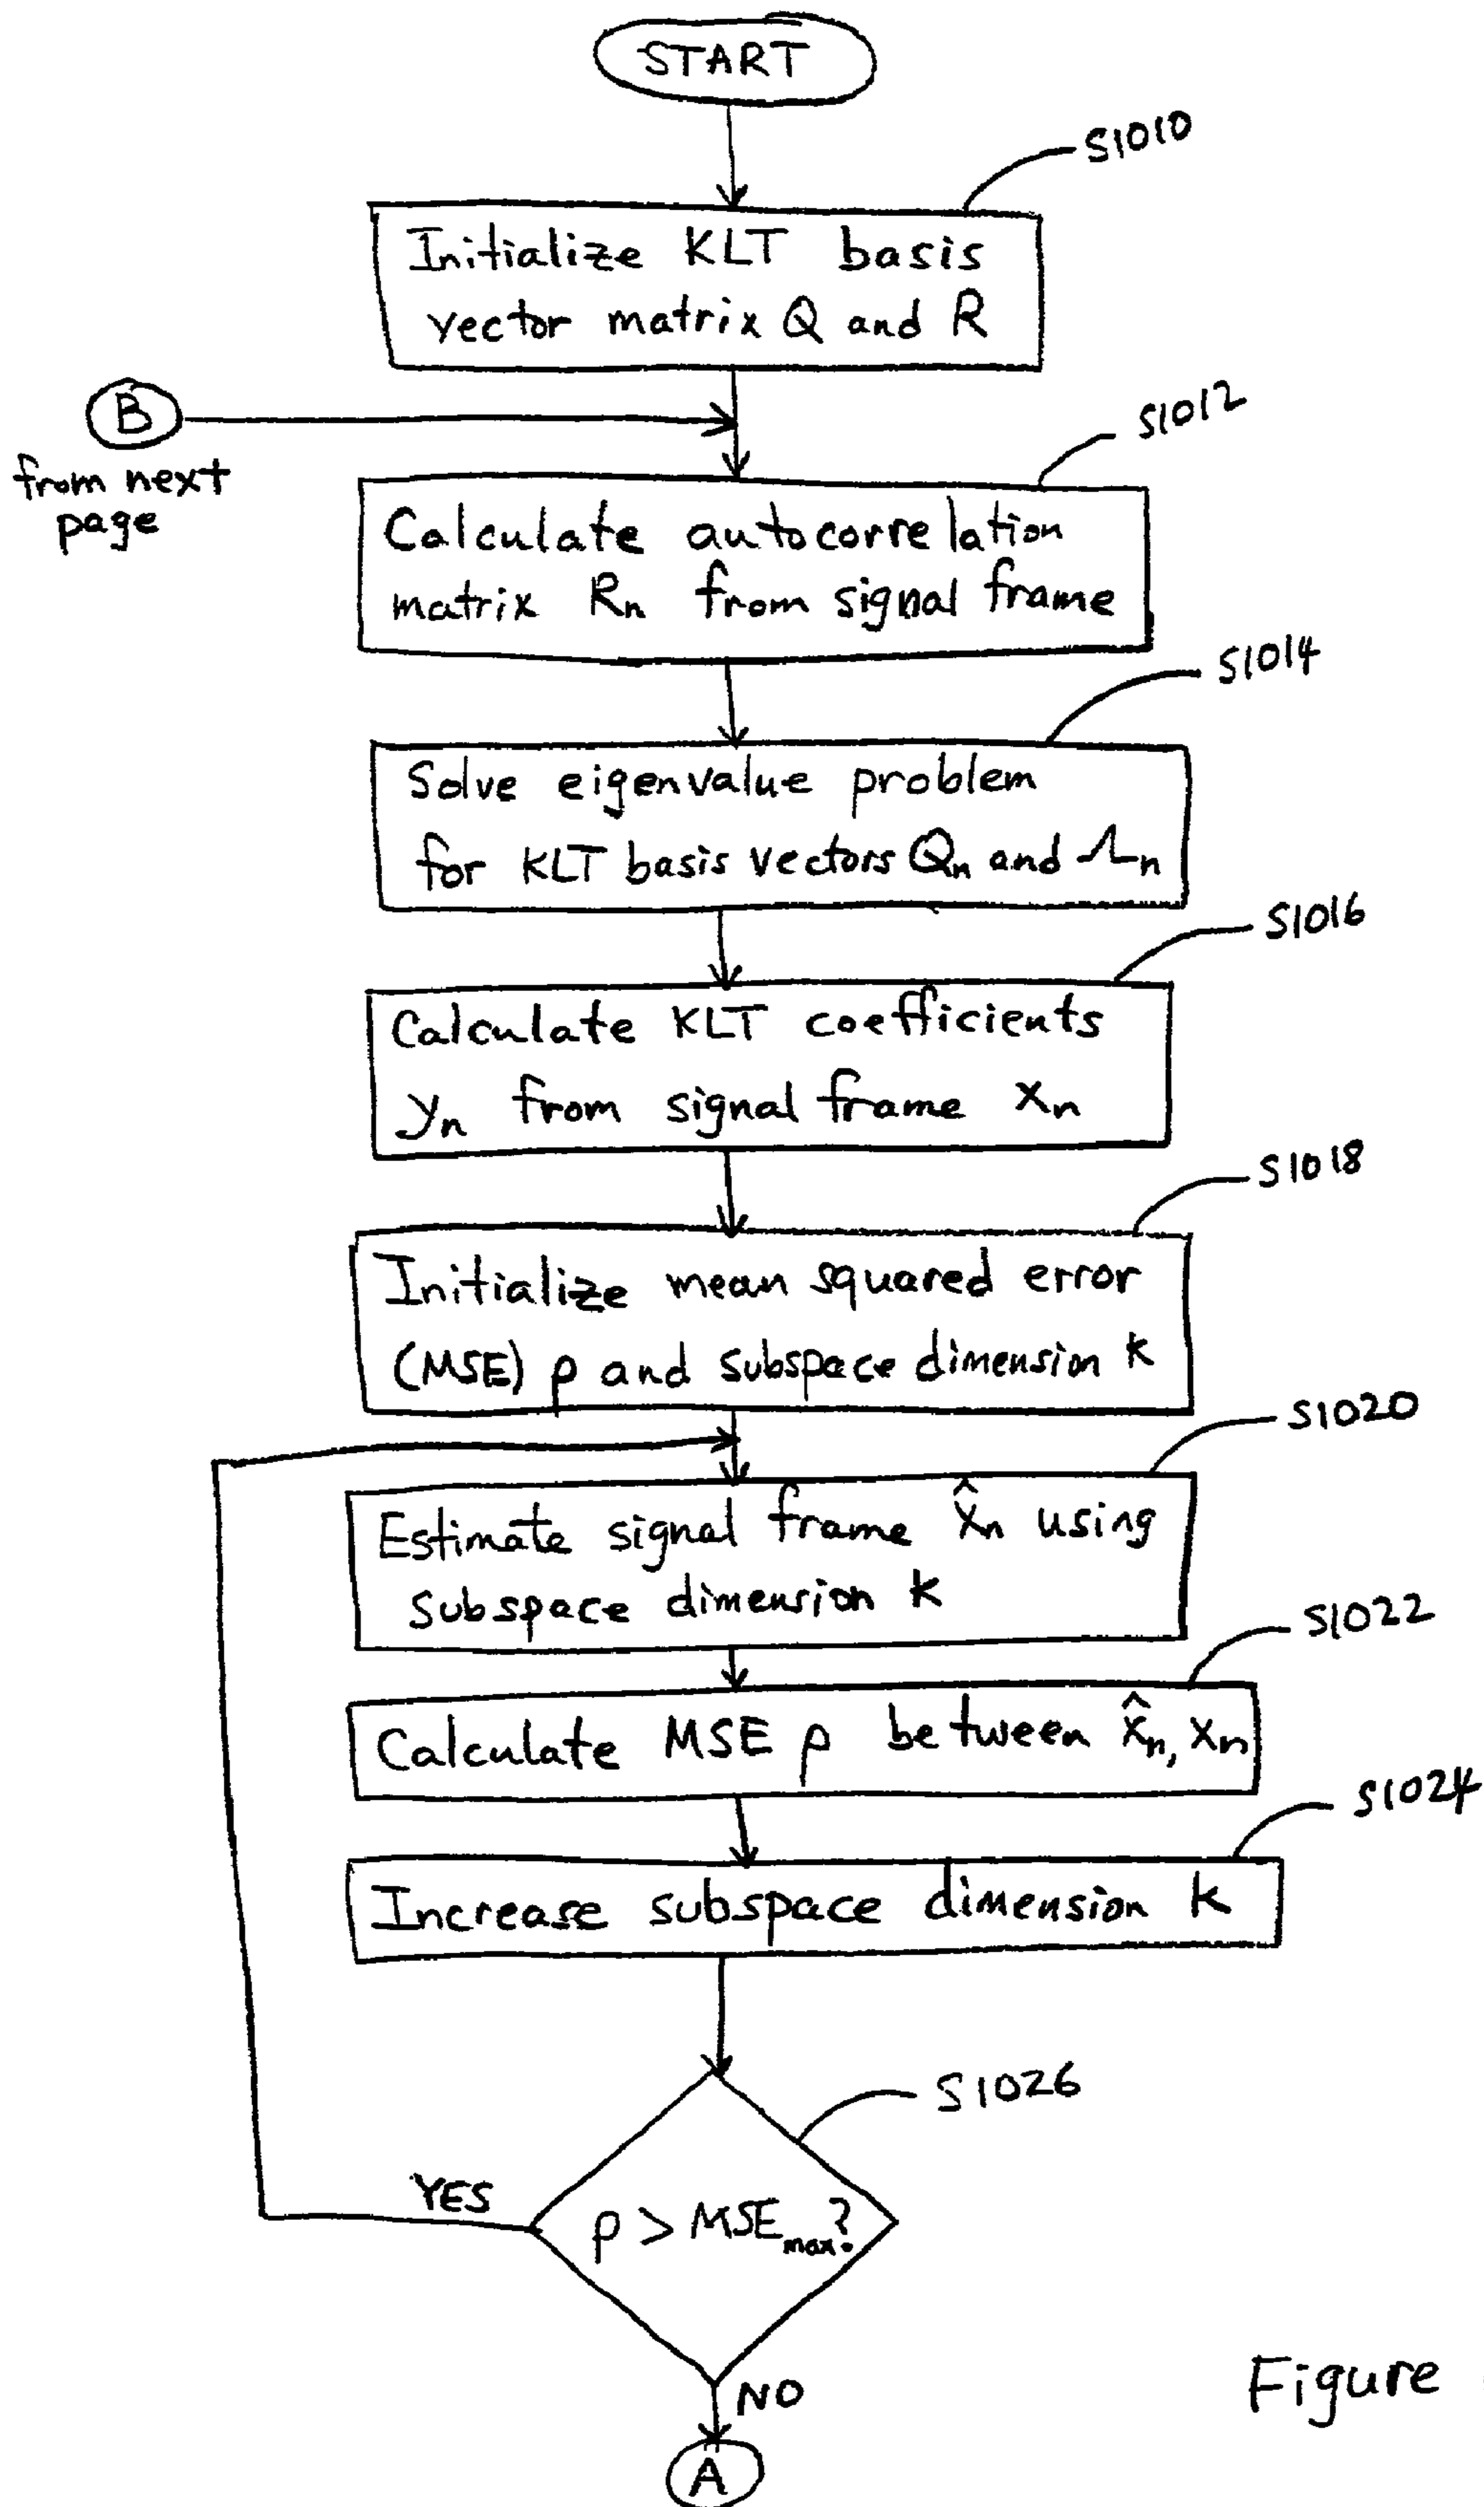 START
S1010
Initialize KLT basis
vector matrix Q and R
B
from next
page
S1012
Calculate autocorrelation
matrix Rn from signal frame
S1014
Solve eigenvalue problem
for KLT basis vectors Qn and Λn
S1016
Calculate KLT coefficients
yn from signal frame xn
S1018
Initialize mean squared error
(MSE) ρ and subspace dimension k
S1020
Estimate signal frame x̂n using
subspace dimension k
S1022
Calculate MSE ρ between x̂n, xn
S1024
Increase subspace dimension k
S1026
YES
ρ > MSEmax?
NO
Figure
A